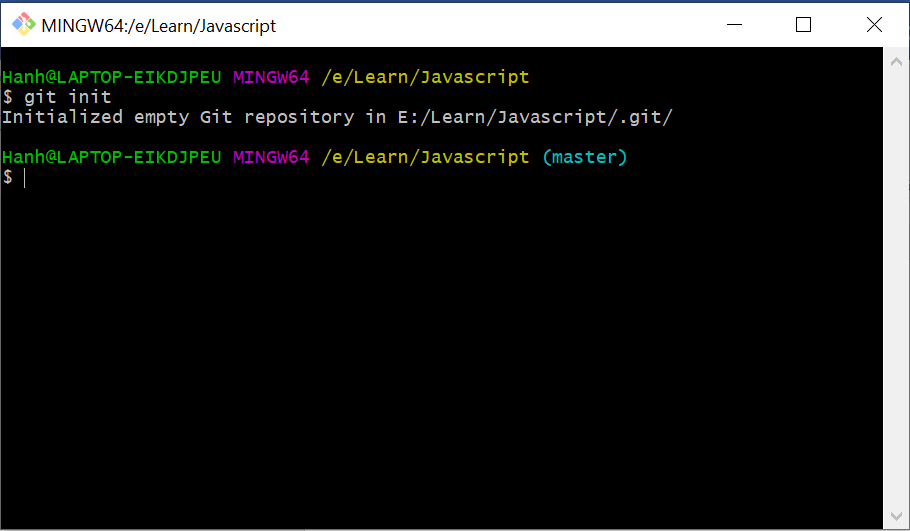 MINGW64:/e/Learn/Javascript
Hanh@LAPTOP-EIKDJPEU MINGW64 /e/Learn/Javascript
$ git init
Initialized empty Git repository in E:/Learn/Javascript/.git/
Hanh@LAPTOP-EIKDJPEU MINGW64 /e/Learn/Javascript (master)
$